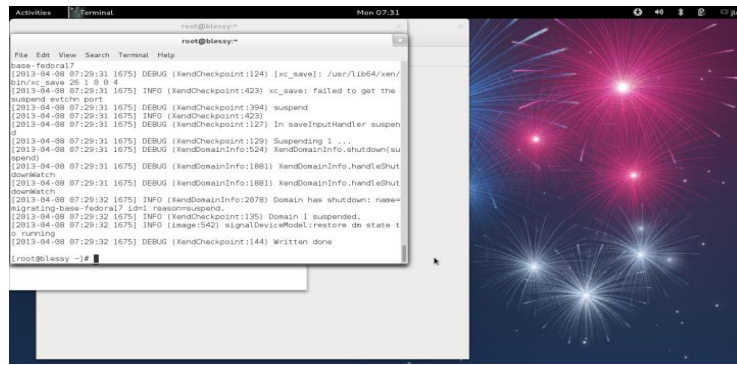 Activities Terminal Mon 07:31
root@blessy:~
root@blessy:~
File Edit View Search Terminal Help
base-fedora17
[2013-04-08 07:29:31 1675] DEBUG (XendCheckpoint:124) [xc_save]: /usr/lib64/xen/
bin/xc_save 26 1 0 0 4
[2013-04-08 07:29:31 1675] INFO (XendCheckpoint:423) xc_save: failed to get the
suspend evtchn port
[2013-04-08 07:29:31 1675] DEBUG (XendCheckpoint:394) suspend
[2013-04-08 07:29:31 1675] INFO (XendCheckpoint:423)
[2013-04-08 07:29:31 1675] DEBUG (XendCheckpoint:127) In saveInputHandler suspen
d
[2013-04-08 07:29:31 1675] DEBUG (XendCheckpoint:129) Suspending 1 ...
[2013-04-08 07:29:31 1675] DEBUG (XendDomainInfo:524) XendDomainInfo.shutdown(su
spend)
[2013-04-08 07:29:31 1675] DEBUG (XendDomainInfo:1881) XendDomainInfo.handleShut
downWatch
[2013-04-08 07:29:31 1675] DEBUG (XendDomainInfo:1881) XendDomainInfo.handleShut
downWatch
[2013-04-08 07:29:32 1675] INFO (XendDomainInfo:2078) Domain has shutdown: name=
migrating-base-fedora17 id=1 reason=suspend.
[2013-04-08 07:29:32 1675] INFO (XendCheckpoint:135) Domain 1 suspended.
[2013-04-08 07:29:32 1675] INFO (image:542) signalDeviceModel:restore dm state t
o running
[2013-04-08 07:29:32 1675] DEBUG (XendCheckpoint:144) Written done
[root@blessy ~]#